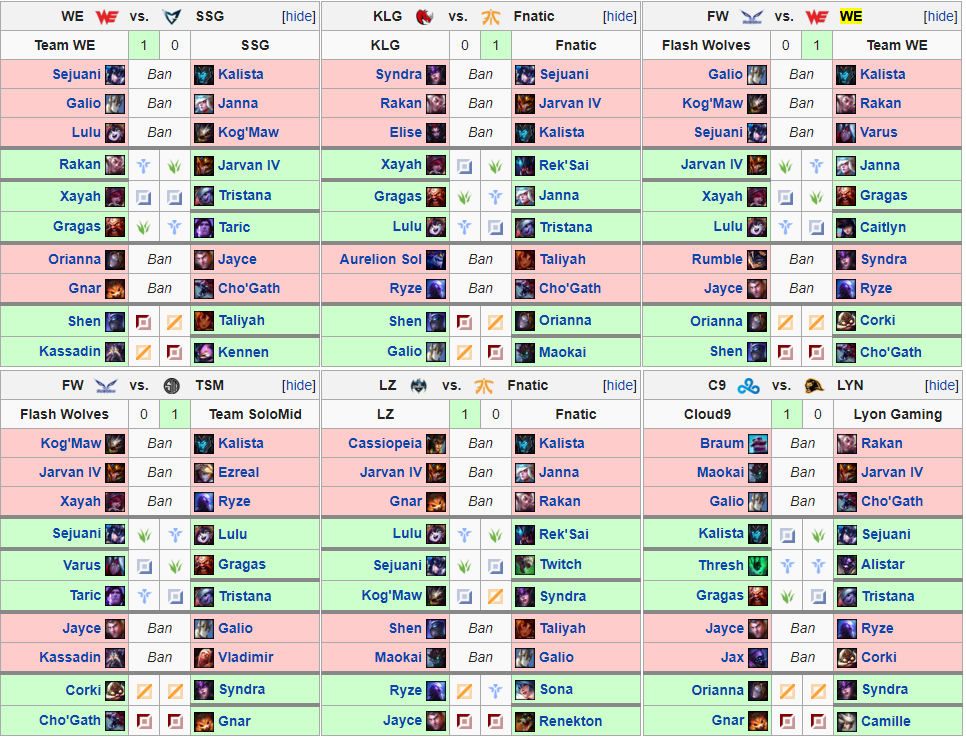 WE vs. SSG [hide] KLG vs. Fnatic [hide] FW vs. WE [hide]
Team WE 1 0 SSG KLG 0 1 Fnatic Flash Wolves 0 1 Team WE
Sejuani Ban Kalista Syndra Ban Sejuani Galio Ban Kalista
Galio Ban Janna Rakan Ban Jarvan IV Kog'Maw Ban Rakan
Lulu Ban Kog'Maw Elise Ban Kalista Sejuani Ban Varus
Rakan Jarvan IV Xayah Rek'Sai Jarvan IV Janna
Xayah Tristana Gragas Janna Xayah Gragas
Gragas Taric Lulu Tristana Lulu Caitlyn
Orianna Ban Jayce Aurelion Sol Ban Taliyah Rumble Ban Syndra
Gnar Ban Cho'Gath Ryze Ban Cho'Gath Jayce Ban Ryze
Shen Taliyah Shen Orianna Orianna Corki
Kassadin Kennen Galio Maokai Shen Cho'Gath
FW vs. TSM [hide] LZ vs. Fnatic [hide] C9 vs. LYN [hide]
Flash Wolves 0 1 Team SoloMid LZ 1 0 Fnatic Cloud9 1 0 Lyon Gaming
Kog'Maw Ban Kalista Cassiopeia Ban Kalista Braum Ban Rakan
Jarvan IV Ban Ezreal Jarvan IV Ban Janna Maokai Ban Jarvan IV
Xayah Ban Ryze Gnar Ban Rakan Galio Ban Cho'Gath
Sejuani Lulu Lulu Rek'Sai Kalista Sejuani
Varus Gragas Sejuani Twitch Thresh Alistar
Taric Tristana Kog'Maw Syndra Gragas Tristana
Jayce Ban Galio Shen Ban Taliyah Jayce Ban Ryze
Kassadin Ban Vladimir Maokai Ban Galio Jax Ban Corki
Corki Syndra Ryze Sona Orianna Syndra
Cho'Gath Gnar Jayce Renekton Gnar Camille